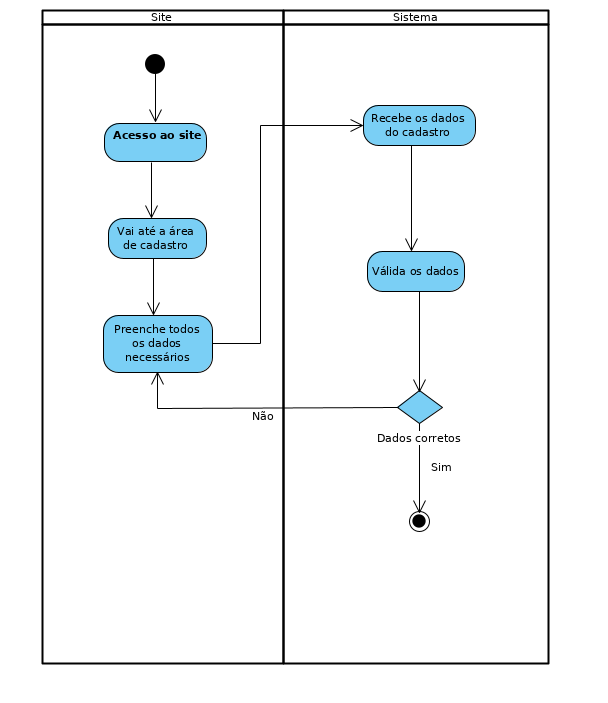 Site
Sistema
Acesso ao site
Vai até a área
de cadastro
Preenche todos
os dados
necessários
Recebe os dados
do cadastro
Válida os dados
Não
Dados corretos
Sim